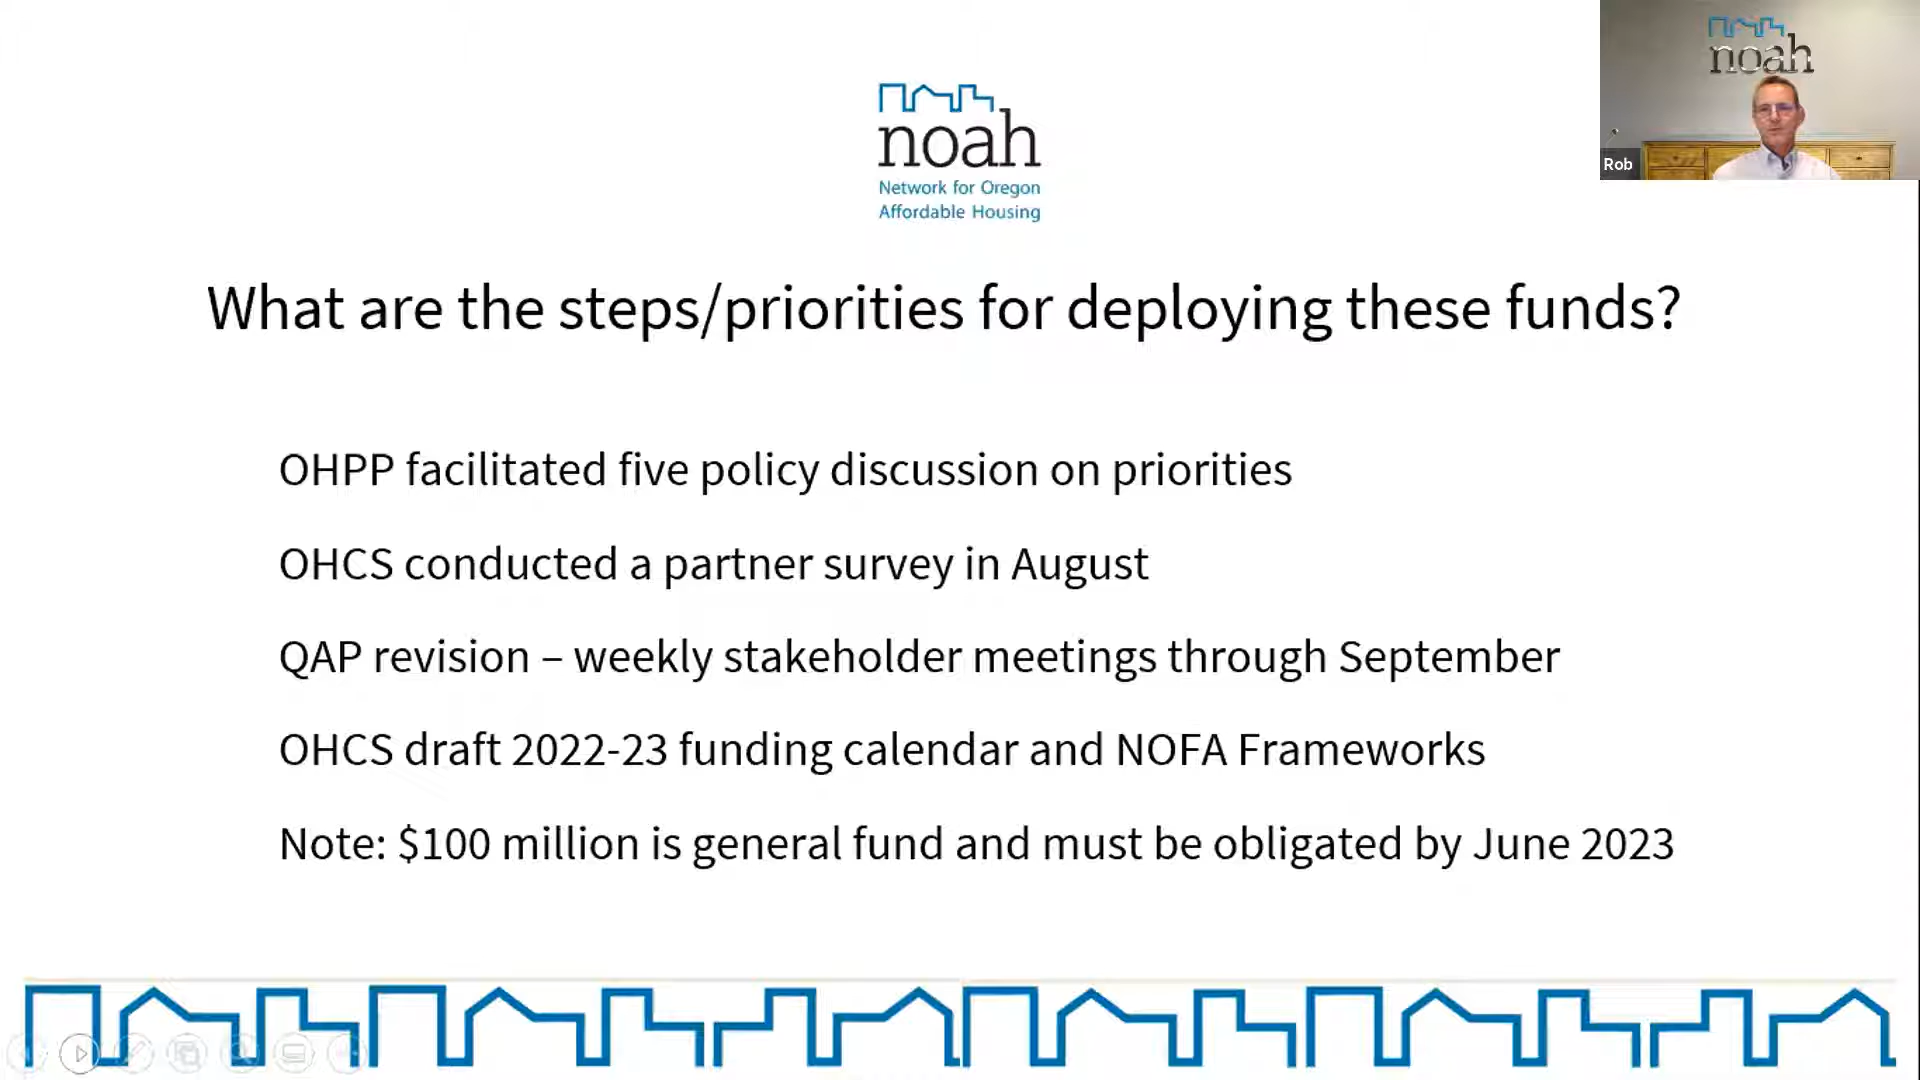 noah
Rob
noah
Network for Oregon
Affordable Housing
What are the steps/priorities for deploying these funds?
OHPP facilitated five policy discussion on priorities
OHCS conducted a partner survey in August
QAP revision – weekly stakeholder meetings through September
OHCS draft 2022-23 funding calendar and NOFA Frameworks
Note: $100 million is general fund and must be obligated by June 2023